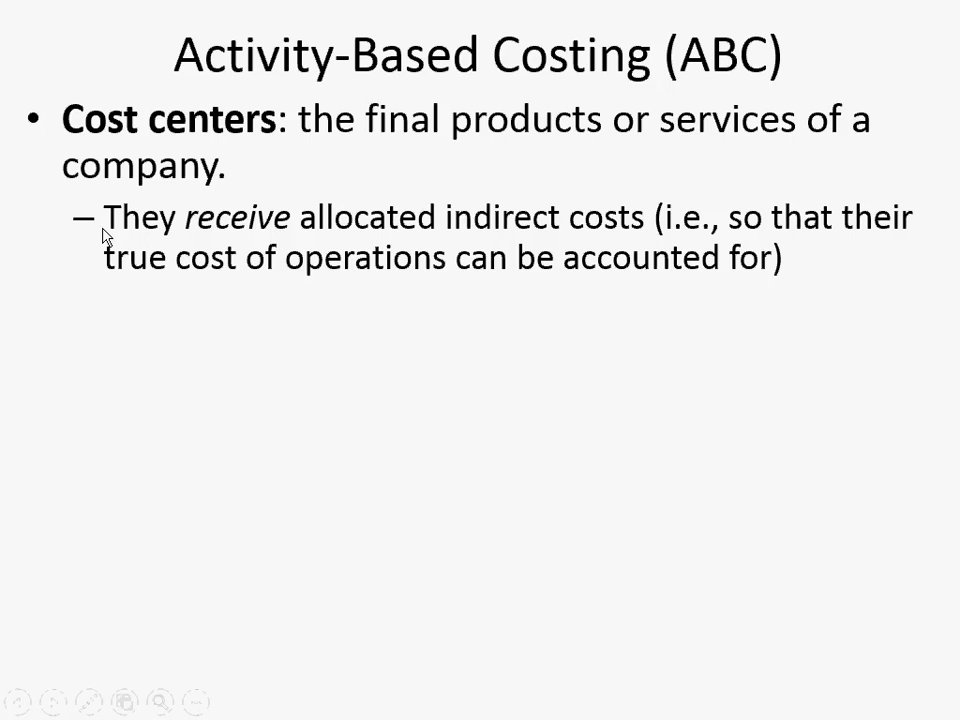 Activity-Based Costing (ABC)
• Cost centers: the final products or services of a
company.
– They receive allocated indirect costs (i.e., so that their
true cost of operations can be accounted for)